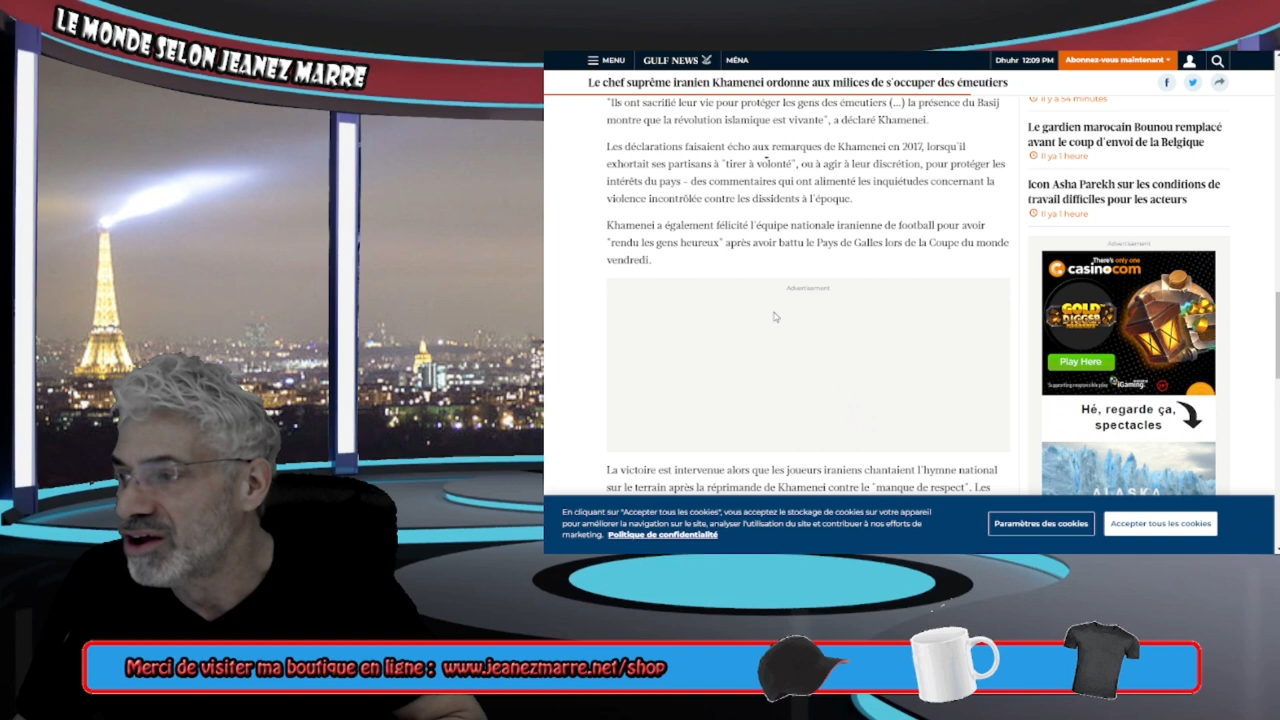 LE MONDE SELON JEANEZ MARRE
MENU
GULF NEWS
MÉNA
Dhuhr 12:09 PM
Abonnez-vous maintenant
Le chef suprême iranien Khamenei ordonne aux milices de s'occuper des émeutiers
"Ils ont sacrifié leur vie pour protéger les gens des émeutiers (...) la présence du Basij
montre que la révolution islamique est vivante", a déclaré Khamenei.
Les déclarations faisaient écho aux remarques de Khamenei en 2017, lorsqu'il
exhortait ses partisans à "tirer à volonté", ou à agir à leur discrétion, pour protéger les
intérêts du pays - des commentaires qui ont alimenté les inquiétudes concernant la
violence incontrôlée contre les dissidents à l'époque.
Khamenei a également félicité l'équipe nationale iranienne de football pour avoir
"rendu les gens heureux" après avoir battu le Pays de Galles lors de la Coupe du monde
vendredi.
Advertisement
La victoire est intervenue alors que les joueurs iraniens chantaient l'hymne national
sur le terrain après la réprimande de Khamenei contre le "manque de respect". Les
Il y a 54 minutes
Le gardien marocain Bounou remplacé
avant le coup d'envoi de la Belgique
Il ya 1 heure
Icon Asha Parekh sur les conditions de
travail difficiles pour les acteurs
Il ya 1 heure
Advertisement
There's only one
casinocom
GOLD
DIGGER
Play Here
Supporting responsible play
iGaming
Hé, regarde ça,
spectacles
ALASKA
En cliquant sur "Accepter tous les cookies", vous acceptez le stockage de cookies sur votre appareil
pour améliorer la navigation sur le site, analyser l'utilisation du site et contribuer à nos efforts de
marketing. Politique de confidentialité
Paramètres des cookies
Accepter tous les cookies
Merci de visiter ma boutique en ligne : www.jeanezmarre.net/shop